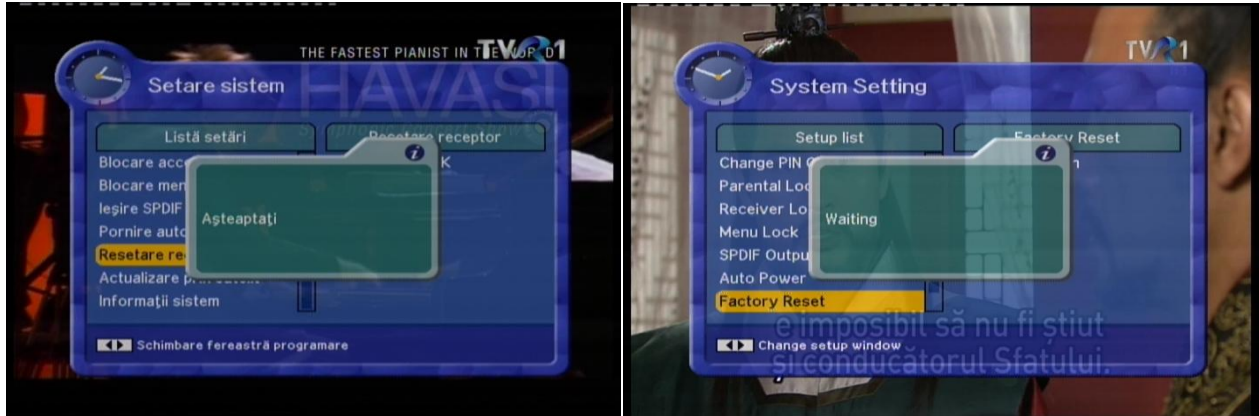 THE FASTEST PIANIST IN T E WORLD
TVR1
HAVASI
Setare sistem
Listă setări
Resetare receptor
Blocare acc
K
Blocare men
Ieşire SPDIF
Aşteaptaţi
Pornire auto
Resetare re
Actualizare prin satelit
Informaţii sistem
Schimbare fereastră programare
TVR1
System Setting
Setup list
Factory Reset
Change PIN C
n
Parental Loc
Receiver Lo
Waiting
Menu Lock
SPDIF Outpu
Auto Power
Factory Reset
e imposibil să nu fi ştiut
Change setup window
şi conducătorul Sfatului.